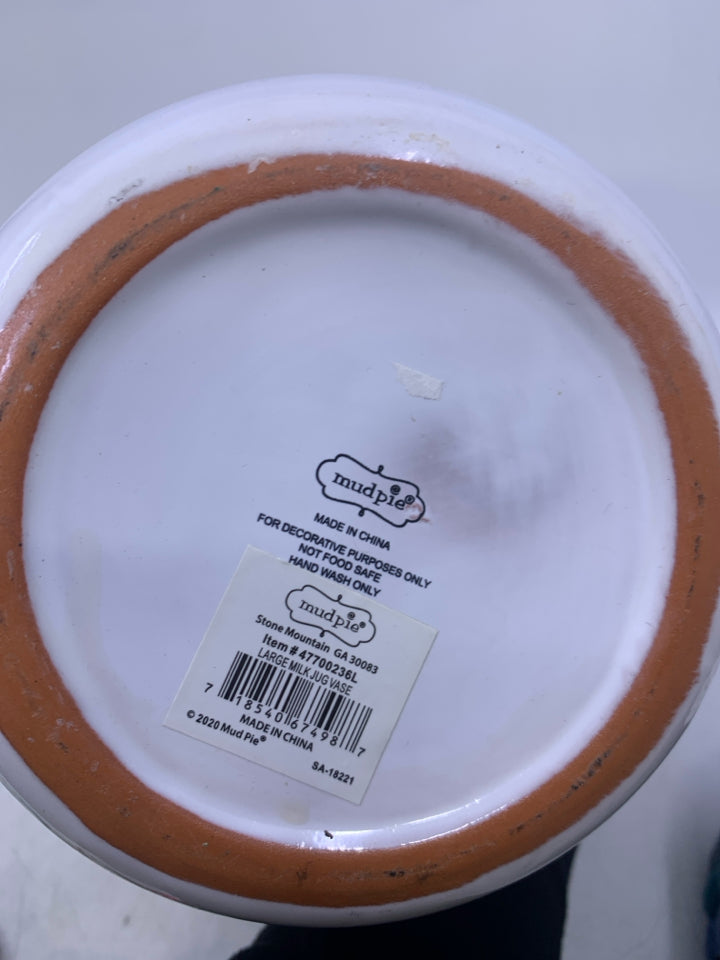 mudpie®
MADE IN CHINA
FOR DECORATIVE PURPOSES ONLY
NOT FOOD SAFE
HAND WASH ONLY
mudpie®
Stone Mountain GA 30083
Item # 47700236L
LARGE MILK JUG VASE
7 18540 67498 7
MADE IN CHINA
© 2020 Mud Pie®
SA-18221